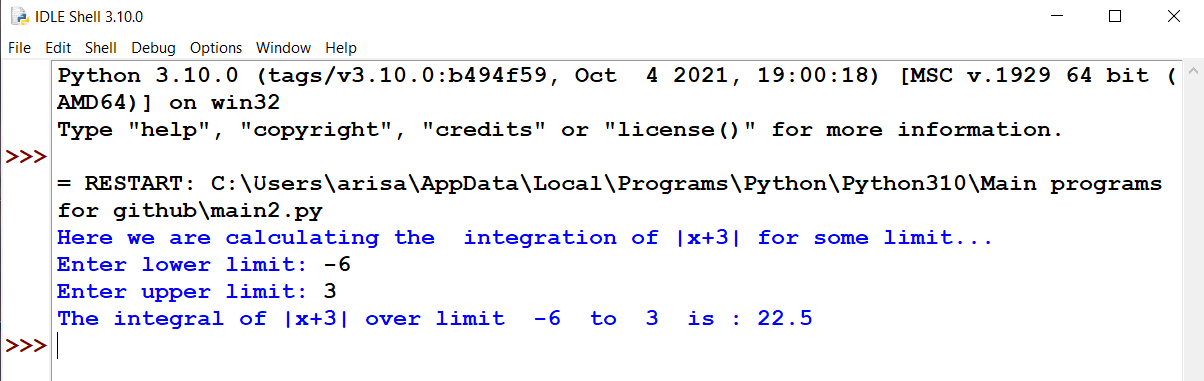 IDLE Shell 3.10.0
File Edit Shell Debug Options Window Help
Python 3.10.0 (tags/v3.10.0:b494f59, Oct  4 2021, 19:00:18) [MSC v.1929 64 bit (
AMD64)] on win32
Type "help", "copyright", "credits" or "license()" for more information.
>>>
= RESTART: C:\Users\arisa\AppData\Local\Programs\Python\Python310\Main programs
for github\main2.py
Here we are calculating the  integration of |x+3| for some limit...
Enter lower limit: -6
Enter upper limit: 3
The integral of |x+3| over limit  -6  to  3  is : 22.5
>>>